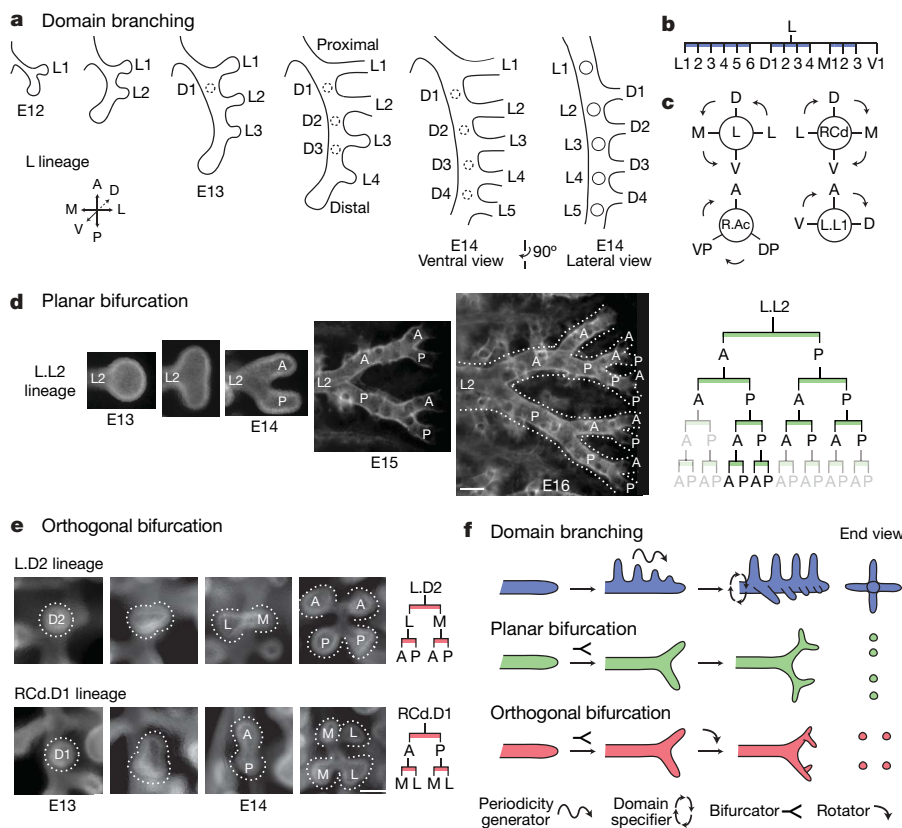 a Domain branching
L1
E12
L1
L2
D1
L1
L2
L3
E13
Proximal
D1
L1
L2
D2
D3
L3
L4
Distal
D1
L1
L2
D2
L3
D3
L4
D4
L5
E14
Ventral view
90º
L1
D1
L2
D2
L3
D3
L4
D4
L5
E14
Lateral view
L lineage
A
D
M
L
V
P
b
L
L1 2 3 4 5 6 D1 2 3 4 M1 2 3 V1
c
D
M L L
V
D
L RCd M
V
A
R.Ac
VP DP
A
V L.L1 D
d Planar bifurcation
L.L2
lineage
L2
E13
L2
L2
A
P
E14
L2
A
A
P
P
A
P
E15
L2
A
A
A
P
A
P
P
A
P
A
P
P
A
P
A
P
E16
L.L2
A P
A P A P
A P A P A P A P
A P A P A P A P A P A P A P A P
e Orthogonal bifurcation
L.D2 lineage
D2
L M
A A
P P
L.D2
L M
A P A P
RCd.D1 lineage
D1
A
P
M L
M L
RCd.D1
A P
M L M L
E13
E14
f Domain branching
End view
Planar bifurcation
Orthogonal bifurcation
Periodicity
generator
Domain
specifier
Bifurcator
Rotator